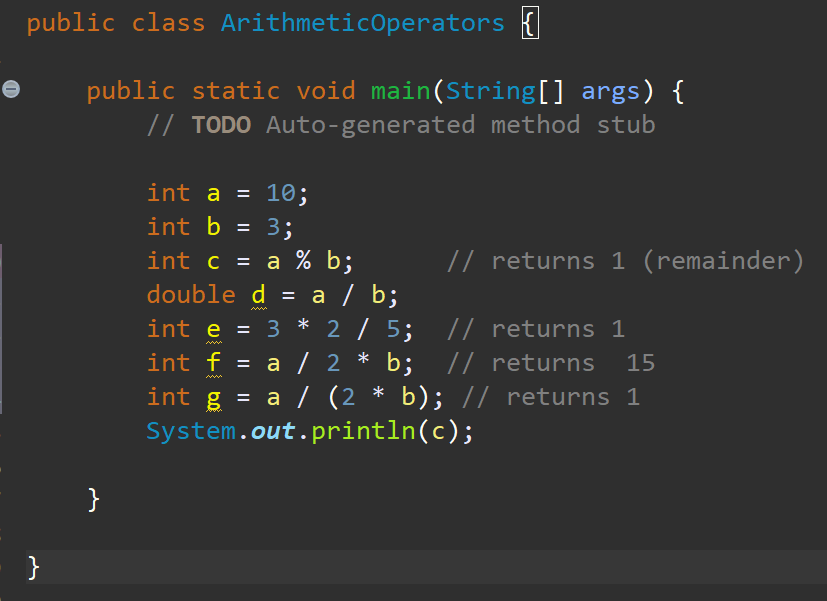 public class ArithmeticOperators {
public static void main(String[] args) {
// TODO Auto-generated method stub
int a = 10;
int b = 3;
int c = a % b; // returns 1 (remainder)
double d = a / b;
int e = 3 * 2 / 5; // returns 1
int f = a / 2 * b; // returns 15
int g = a / (2 * b); // returns 1
System.out.println(c);
}
}